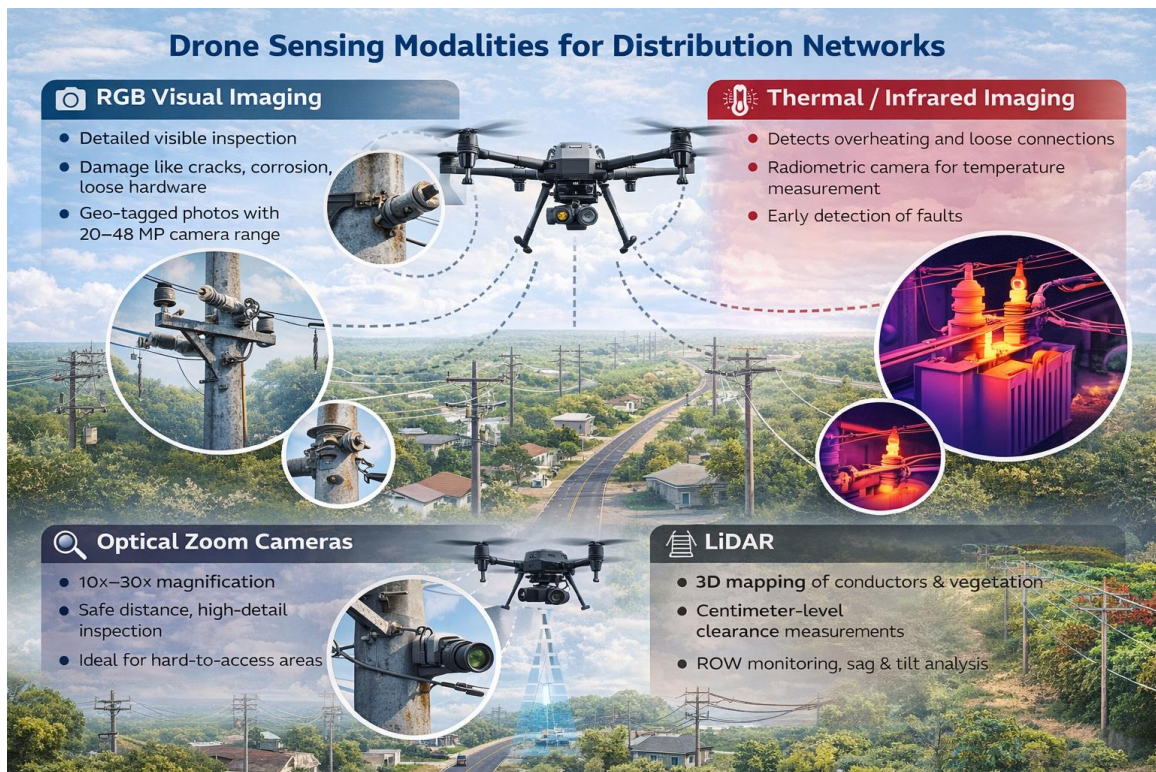 Drone Sensing Modalities for Distribution Networks
RGB Visual Imaging
Detailed visible inspection
Damage like cracks, corrosion,
loose hardware
Geo-tagged photos with
20–48 MP camera range
Thermal / Infrared Imaging
Detects overheating and loose connections
Radiometric camera for temperature
measurement
Early detection of faults
Optical Zoom Cameras
10x–30x magnification
Safe distance, high-detail
inspection
Ideal for hard-to-access areas
LiDAR
3D mapping of conductors & vegetation
Centimeter-level
clearance measurements
ROW monitoring, sag & tilt analysis